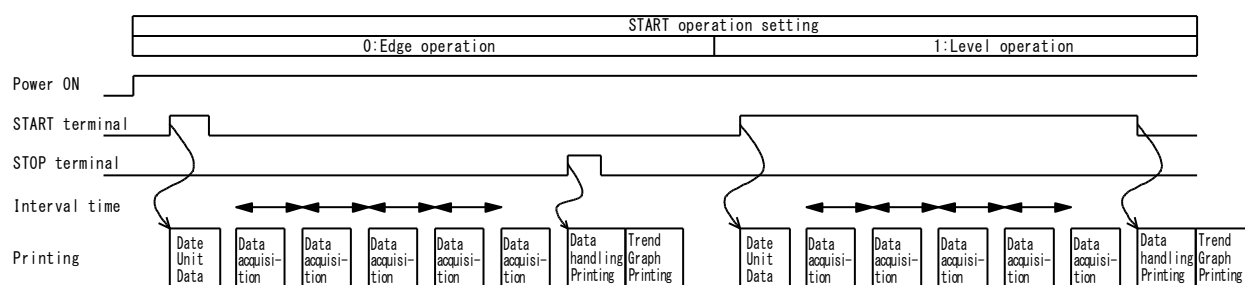 START operation setting
0:Edge operation
1:Level operation
Power ON
START terminal
STOP terminal
Interval time
Printing
Date
Unit
Data
Data
acquisi-
tion
Data
acquisi-
tion
Data
acquisi-
tion
Data
acquisi-
tion
Data
acquisi-
tion
Data
handling
Printing
Trend
Graph
Printing
Date
Unit
Data
Data
acquisi-
tion
Data
acquisi-
tion
Data
acquisi-
tion
Data
acquisi-
tion
Data
acquisi-
tion
Data
handling
Printing
Trend
Graph
Printing